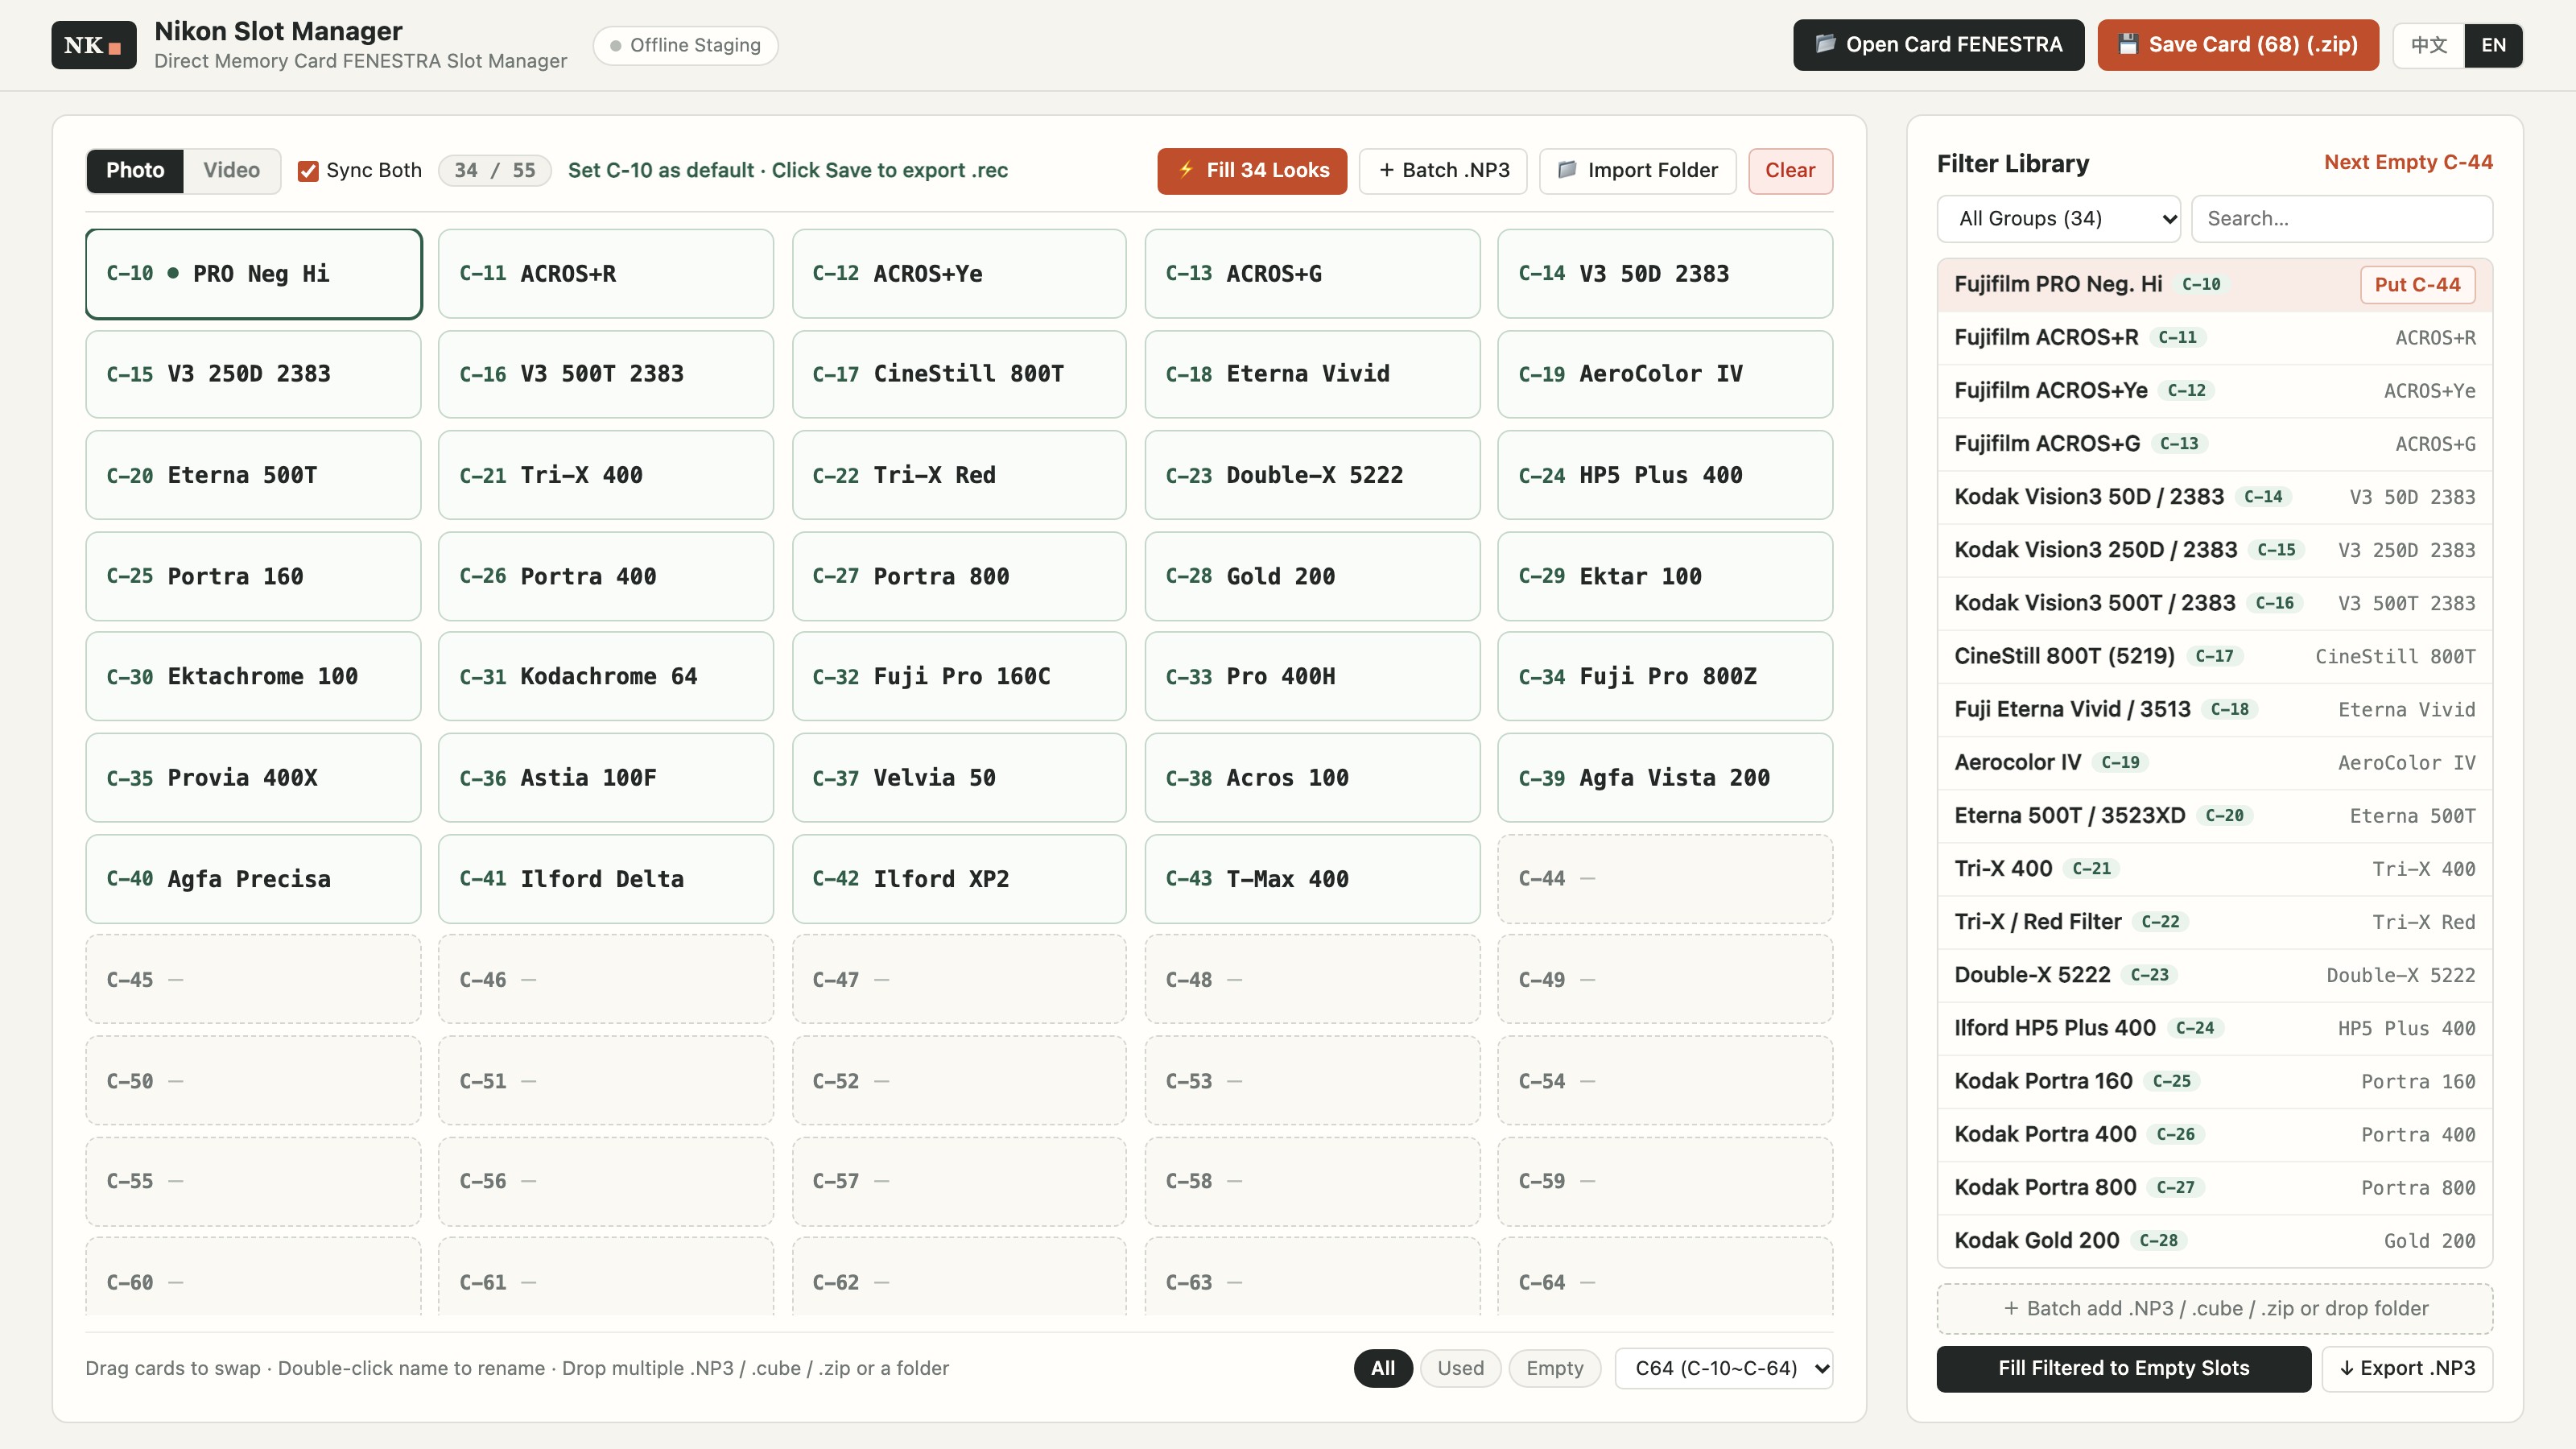 NK
Nikon Slot Manager
Direct Memory Card FENESTRA Slot Manager
Offline Staging
Open Card FENESTRA
Save Card (68) (.zip)
中文
EN
Photo
Video
Sync Both
34 / 55
Set C-10 as default · Click Save to export .rec
Fill 34 Looks
+ Batch .NP3
Import Folder
Clear
C-10 ● PRO Neg Hi
C-11 ACROS+R
C-12 ACROS+Ye
C-13 ACROS+G
C-14 V3 50D 2383
C-15 V3 250D 2383
C-16 V3 500T 2383
C-17 CineStill 800T
C-18 Eterna Vivid
C-19 AeroColor IV
C-20 Eterna 500T
C-21 Tri-X 400
C-22 Tri-X Red
C-23 Double-X 5222
C-24 HP5 Plus 400
C-25 Portra 160
C-26 Portra 400
C-27 Portra 800
C-28 Gold 200
C-29 Ektar 100
C-30 Ektachrome 100
C-31 Kodachrome 64
C-32 Fuji Pro 160C
C-33 Pro 400H
C-34 Fuji Pro 800Z
C-35 Provia 400X
C-36 Astia 100F
C-37 Velvia 50
C-38 Acros 100
C-39 Agfa Vista 200
C-40 Agfa Precisa
C-41 Ilford Delta
C-42 Ilford XP2
C-43 T-Max 400
C-44 —
C-45 —
C-46 —
C-47 —
C-48 —
C-49 —
C-50 —
C-51 —
C-52 —
C-53 —
C-54 —
C-55 —
C-56 —
C-57 —
C-58 —
C-59 —
C-60 —
C-61 —
C-62 —
C-63 —
C-64 —
Drag cards to swap · Double-click name to rename · Drop multiple .NP3 / .cube / .zip or a folder
All
Used
Empty
C64 (C-10~C-64)
Filter Library
Next Empty C-44
All Groups (34)
Search...
Fujifilm PRO Neg. Hi C-10 Put C-44
Fujifilm ACROS+R C-11 ACROS+R
Fujifilm ACROS+Ye C-12 ACROS+Ye
Fujifilm ACROS+G C-13 ACROS+G
Kodak Vision3 50D / 2383 C-14 V3 50D 2383
Kodak Vision3 250D / 2383 C-15 V3 250D 2383
Kodak Vision3 500T / 2383 C-16 V3 500T 2383
CineStill 800T (5219) C-17 CineStill 800T
Fuji Eterna Vivid / 3513 C-18 Eterna Vivid
Aerocolor IV C-19 AeroColor IV
Eterna 500T / 3523XD C-20 Eterna 500T
Tri-X 400 C-21 Tri-X 400
Tri-X / Red Filter C-22 Tri-X Red
Double-X 5222 C-23 Double-X 5222
Ilford HP5 Plus 400 C-24 HP5 Plus 400
Kodak Portra 160 C-25 Portra 160
Kodak Portra 400 C-26 Portra 400
Kodak Portra 800 C-27 Portra 800
Kodak Gold 200 C-28 Gold 200
+ Batch add .NP3 / .cube / .zip or drop folder
Fill Filtered to Empty Slots
↓ Export .NP3